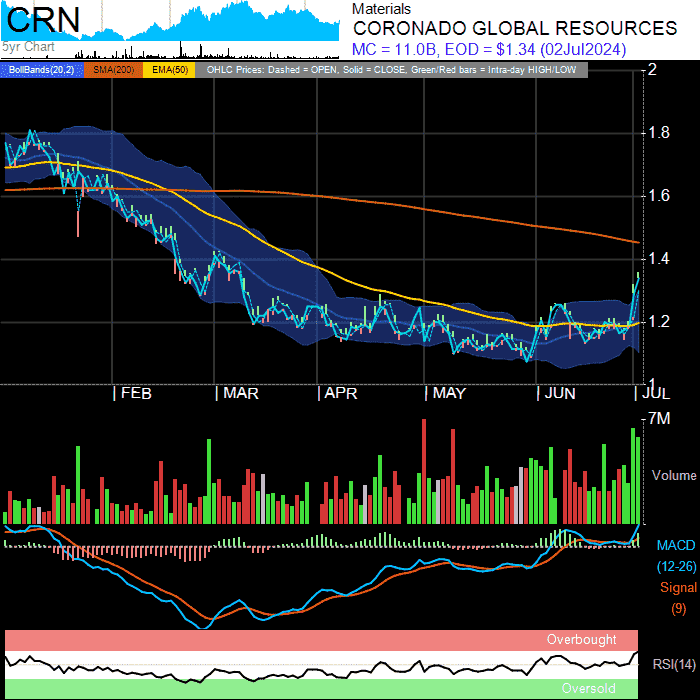 CRN
Materials
CORONADO GLOBAL RESOURCES
5yr Chart
MC = 11.0B, EOD = $1.34 (02Jul2024)
BollBands(20,2) SMA(200) EMA(50) OHLC Prices: Dashed = OPEN, Solid = CLOSE, Green/Red bars = Intra-day HIGH/LOW
2
1.8
1.6
1.4
1.2
1
| FEB | MAR | APR | MAY | JUN | JUL
7M
Volume
MACD
(12-26)
Signal
(9)
Overbought
RSI(14)
Oversold